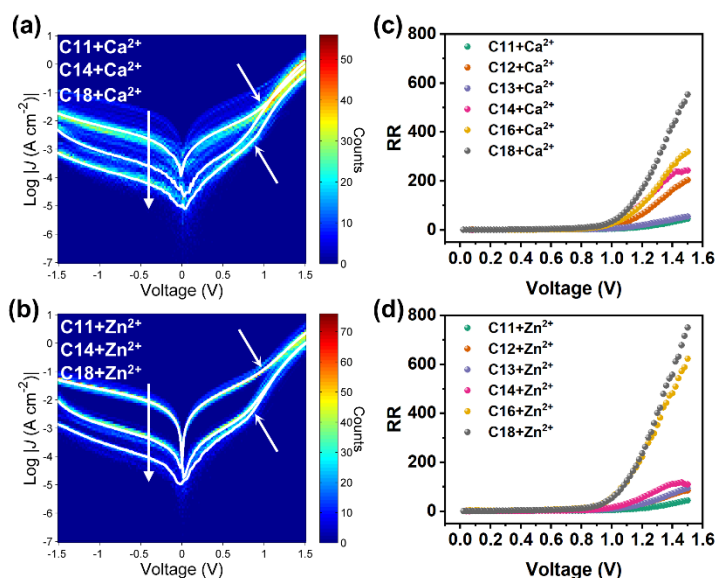 (a)
C11+Ca²⁺
C14+Ca²⁺
C18+Ca²⁺
Log |J (A cm⁻²)|
1
0
-1
-2
-3
-4
-5
-6
-7
-1.5 -1.0 -0.5 0 0.5 1 1.5
Voltage (V)
50
40
30
20
10
0
Counts
(c)
C11+Ca²⁺
C12+Ca²⁺
C13+Ca²⁺
C14+Ca²⁺
C16+Ca²⁺
C18+Ca²⁺
RR
800
600
400
200
0
0.0 0.2 0.4 0.6 0.8 1.0 1.2 1.4 1.6
Voltage (V)
(b)
C11+Zn²⁺
C14+Zn²⁺
C18+Zn²⁺
Log |J (A cm⁻²)|
1
0
-1
-2
-3
-4
-5
-6
-7
-1.5 -1.0 -0.5 0 0.5 1 1.5
Voltage (V)
70
60
50
40
30
20
10
0
Counts
(d)
C11+Zn²⁺
C12+Zn²⁺
C13+Zn²⁺
C14+Zn²⁺
C16+Zn²⁺
C18+Zn²⁺
RR
800
600
400
200
0
0.0 0.2 0.4 0.6 0.8 1.0 1.2 1.4 1.6
Voltage (V)